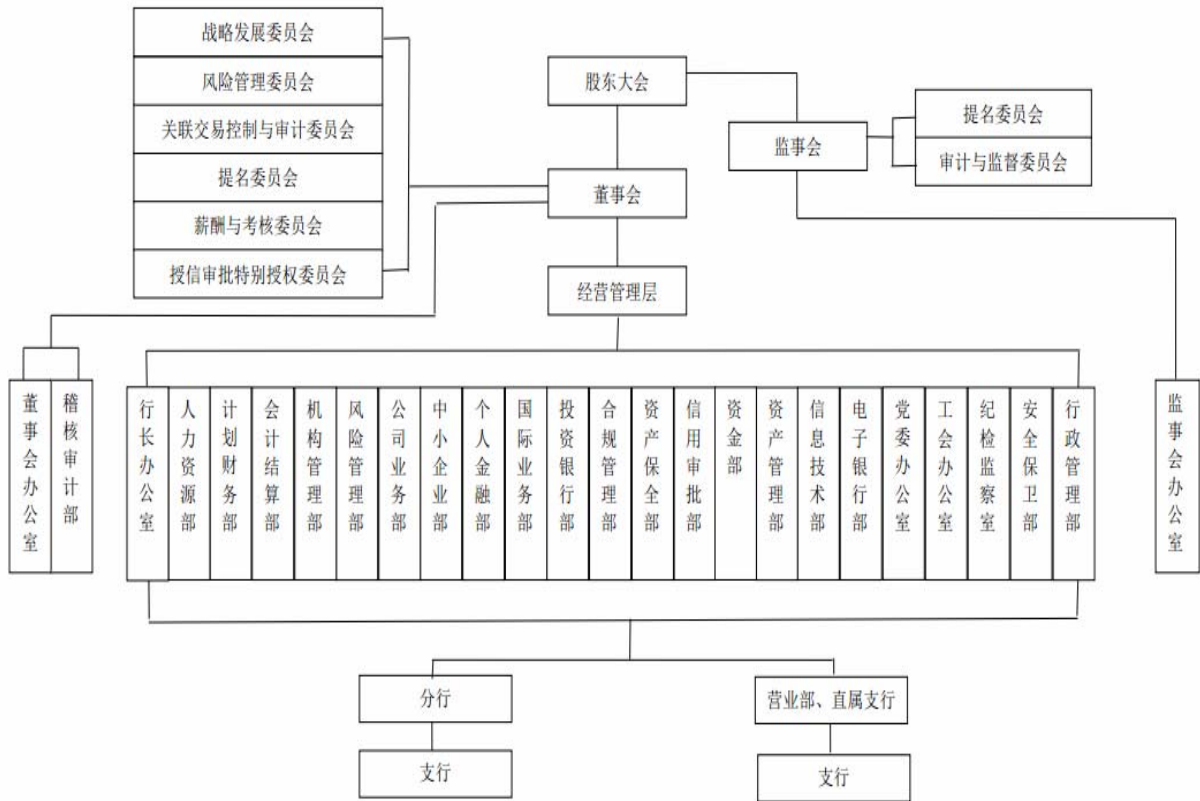 战略发展委员会
风险管理委员会
关联交易控制与审计委员会
提名委员会
薪酬与考核委员会
授信审批特别授权委员会
股东大会
监事会
提名委员会
审计与监督委员会
董事会
经营管理层
董事会办公室
稽核审计部
行长办公室
人力资源部
计划财务部
会计结算部
机构管理部
风险管理部
公司业务部
中小企业部
个人金融部
国际业务部
投资银行部
合规管理部
资产保全部
信用审批部
资金部
资产管理部
信息技术部
电子银行部
党委办公室
工会办公室
纪检监察室
安全保卫部
行政管理部
监事会办公室
分行
营业部、直属支行
支行
支行